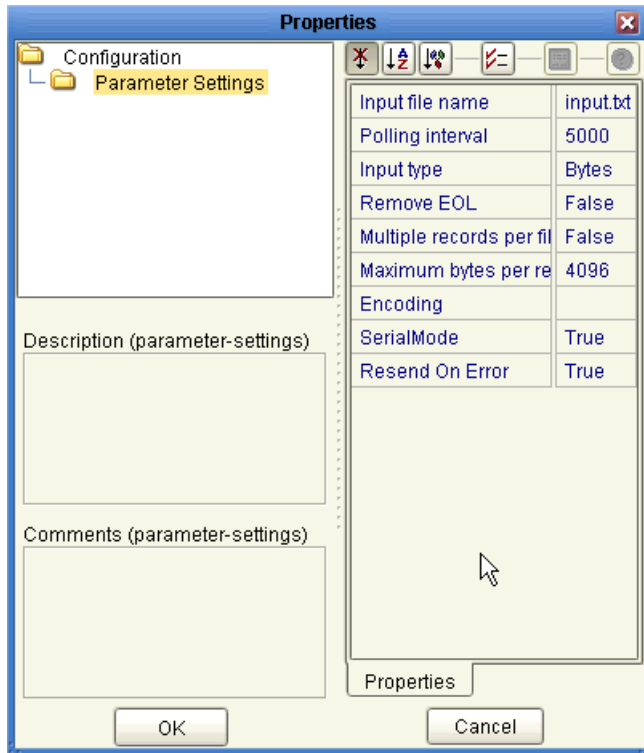 Properties
Configuration
Parameter Settings
Description (parameter-settings)
Comments (parameter-settings)
OK
Input file name input.txt
Polling interval 5000
Input type Bytes
Remove EOL False
Multiple records per fil False
Maximum bytes per re 4096
Encoding
SerialMode True
Resend On Error True
Properties
Cancel